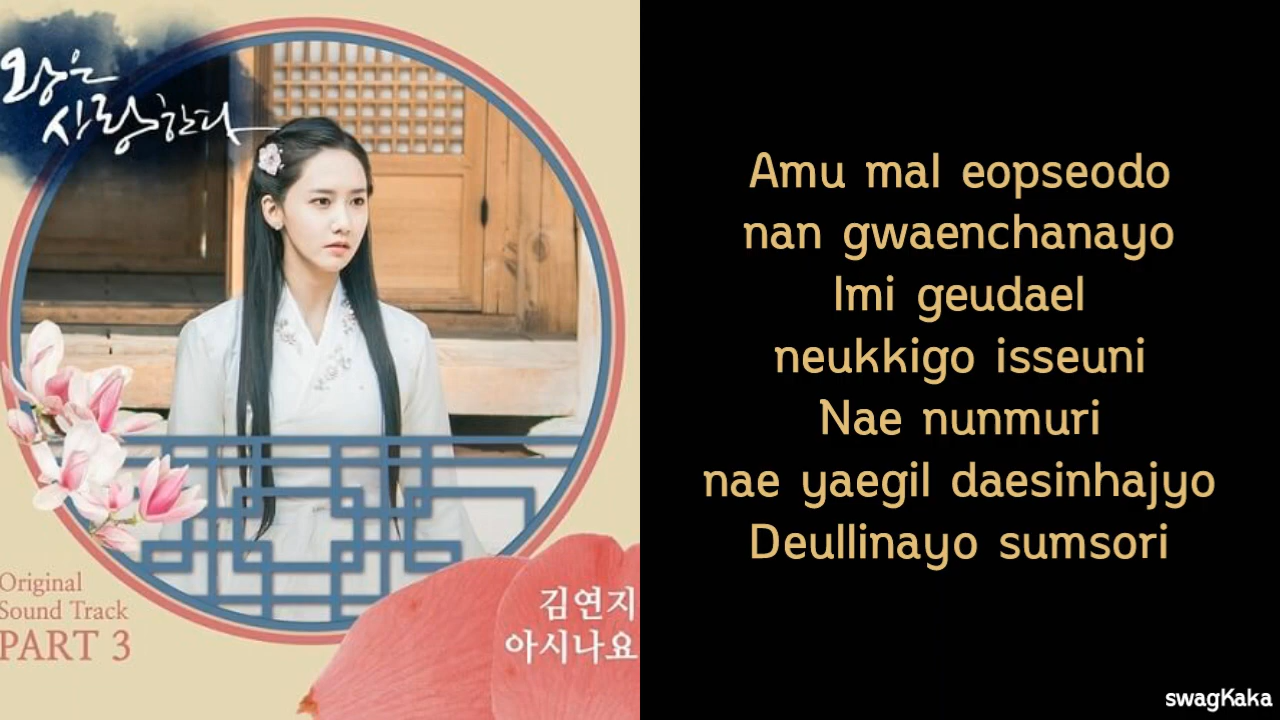 왕은
사랑한다
Original
Sound Track
PART 3
김연지
아시나요
Amu mal eopseodo
nan gwaenchanayo
Imi geudael
neukkigo isseuni
Nae nunmuri
nae yaegil daesinhajyo
Deullinayo sumsori
swagKaka